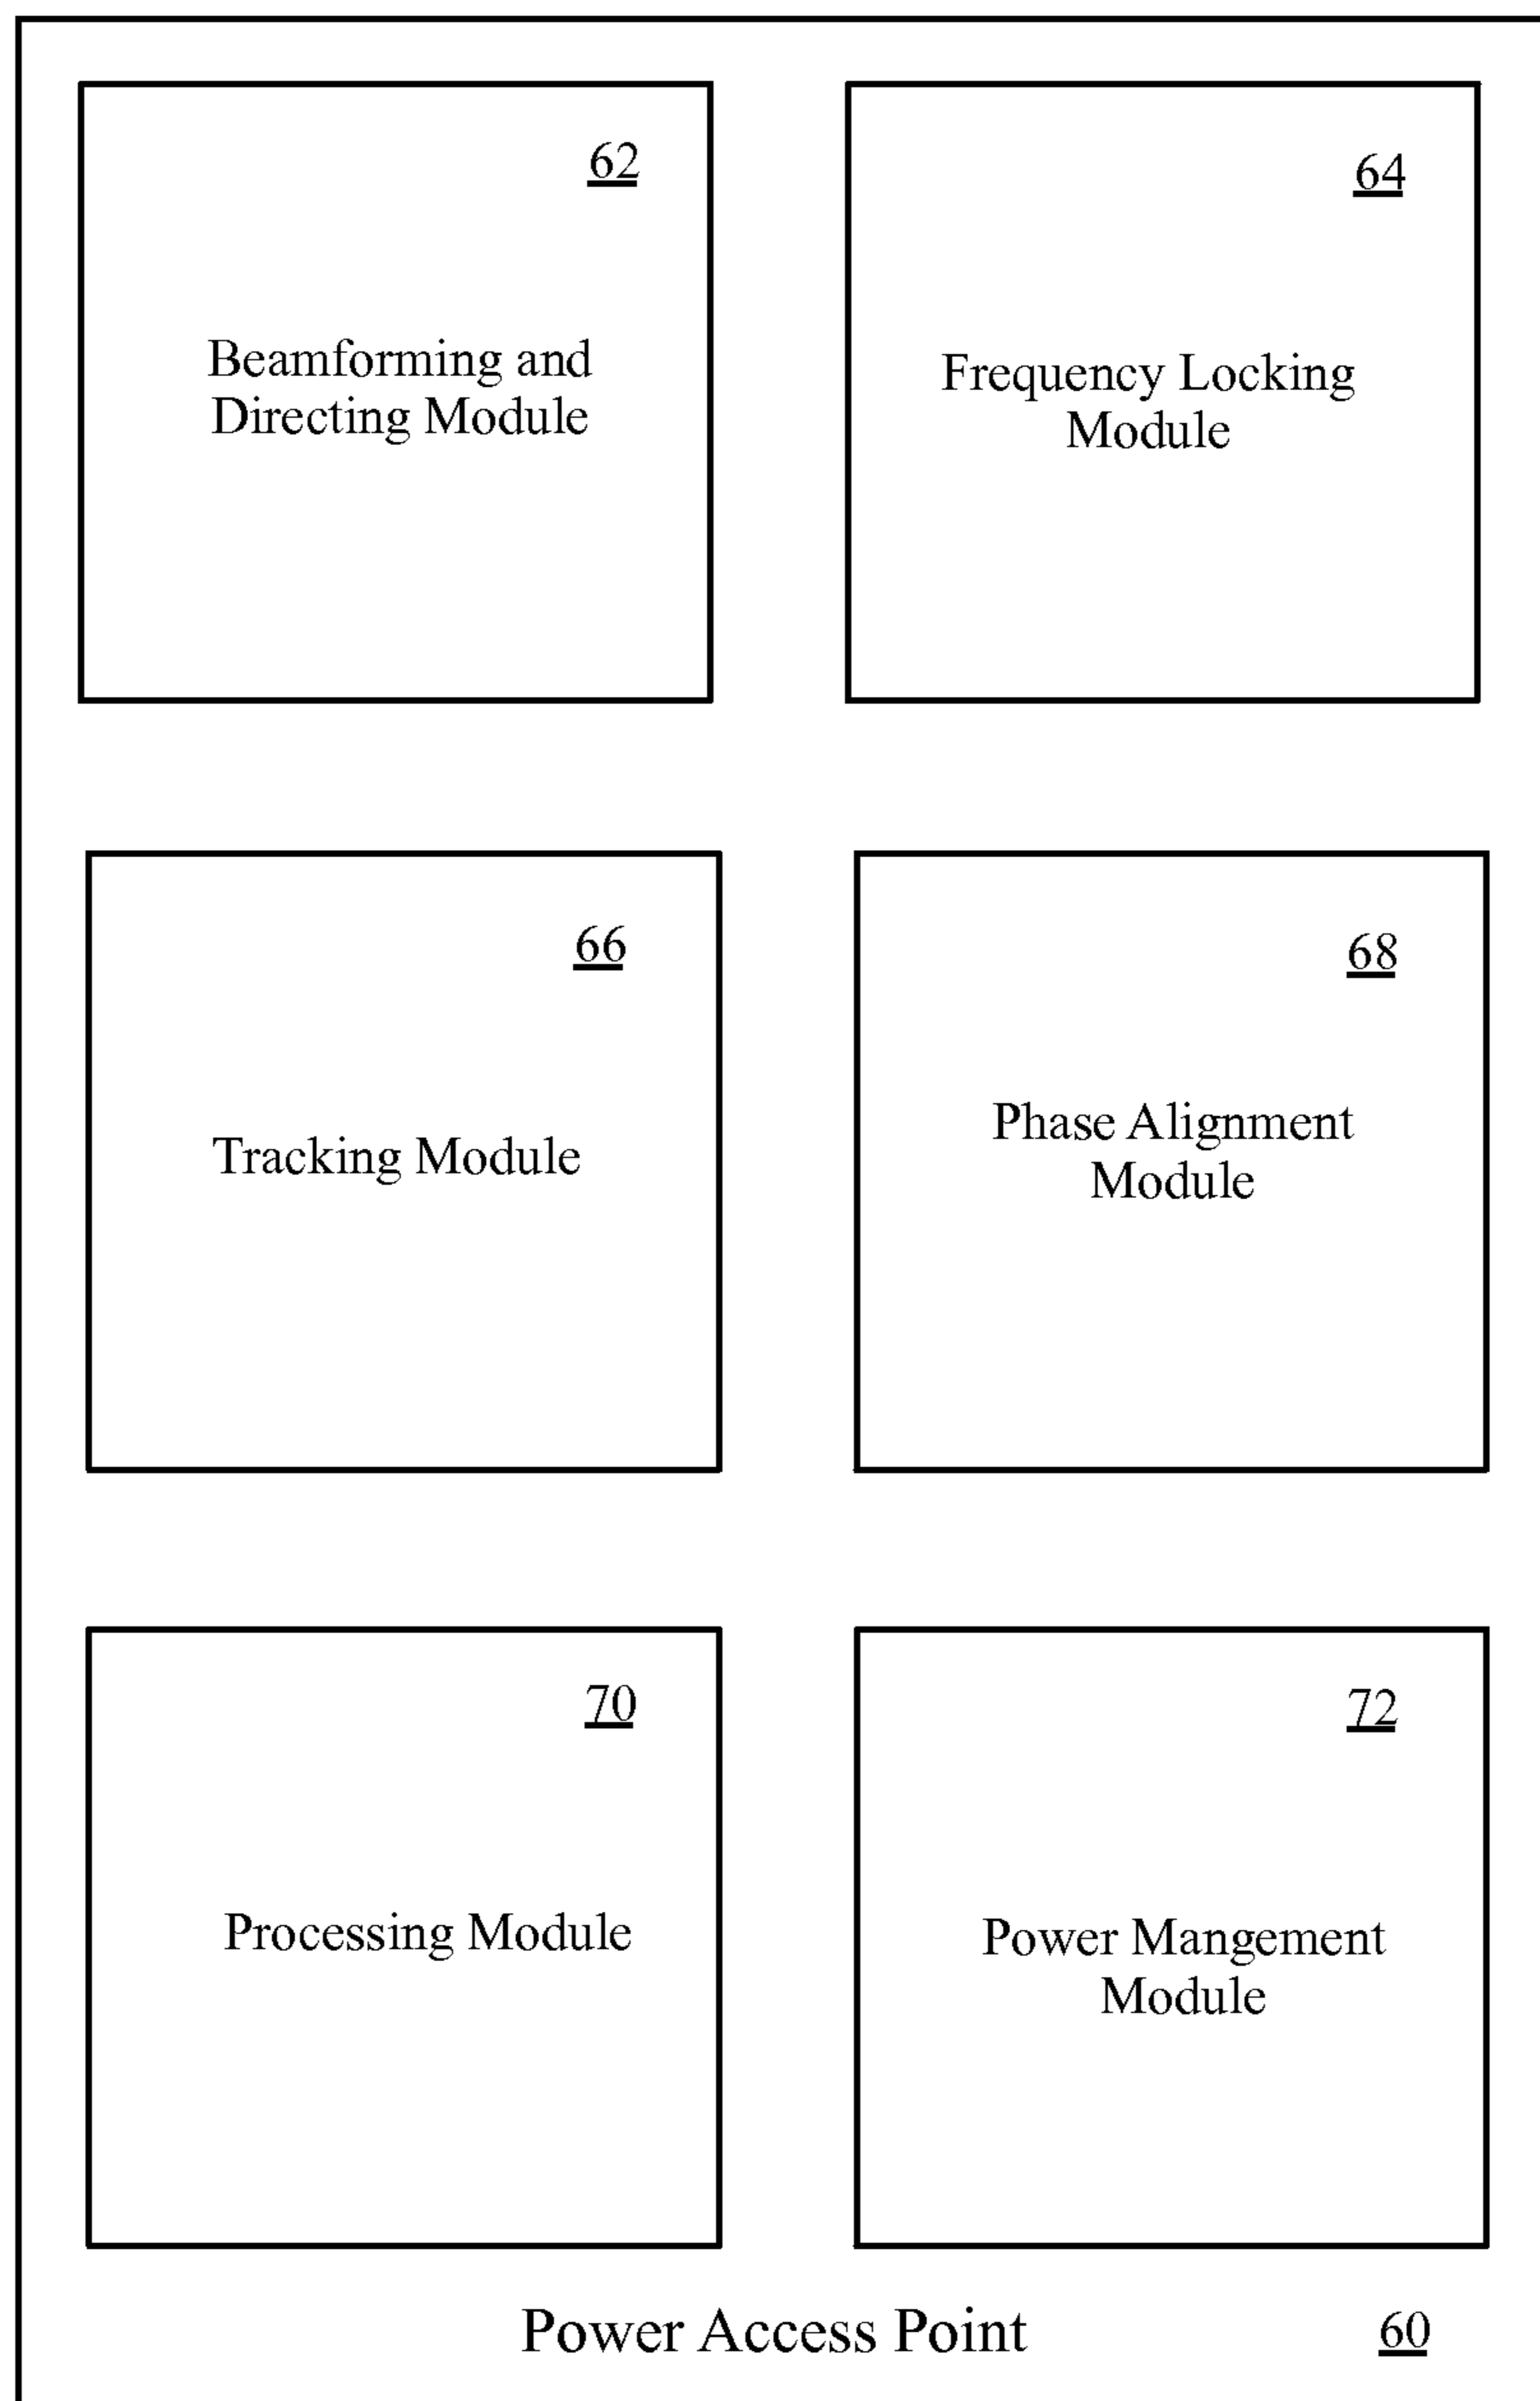 62
Beamforming and
Directing Module
64
Frequency Locking
Module
66
Tracking Module
68
Phase Alignment
Module
70
Processing Module
72
Power Mangement
Module
Power Access Point
60